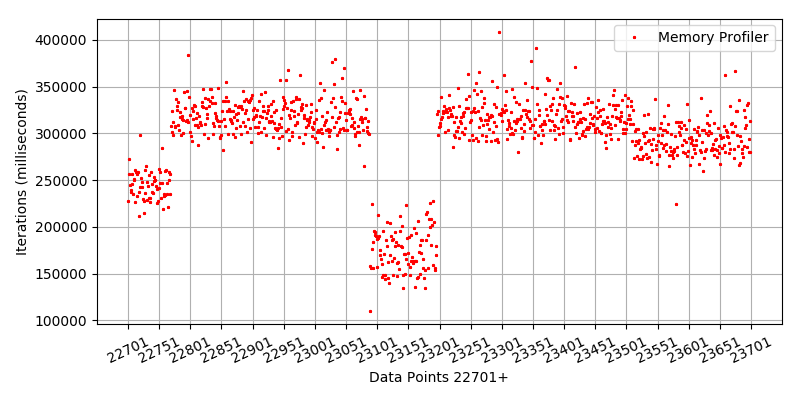 Memory Profiler
400000
350000
300000
250000
200000
150000
100000
Iterations (milliseconds)
22701 22751 22801 22851 22901 22951 23001 23051 23101 23151 23201 23251 23301 23351 23401 23451 23501 23551 23601 23651 23701
Data Points 22701+